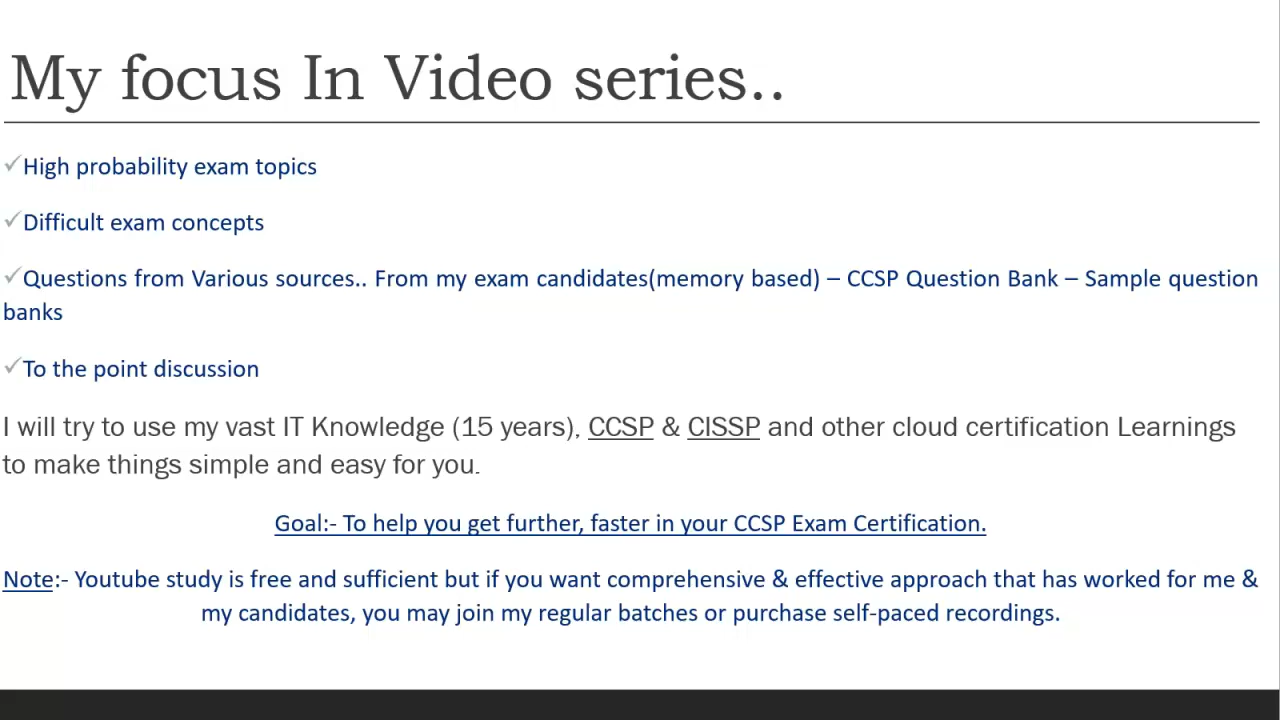 My focus In Video series..
✓High probability exam topics
✓Difficult exam concepts
✓Questions from Various sources.. From my exam candidates(memory based) – CCSP Question Bank – Sample question
banks
✓To the point discussion
I will try to use my vast IT Knowledge (15 years), CCSP & CISSP and other cloud certification Learnings
to make things simple and easy for you.
Goal:- To help you get further, faster in your CCSP Exam Certification.
Note:- Youtube study is free and sufficient but if you want comprehensive & effective approach that has worked for me &
my candidates, you may join my regular batches or purchase self-paced recordings.